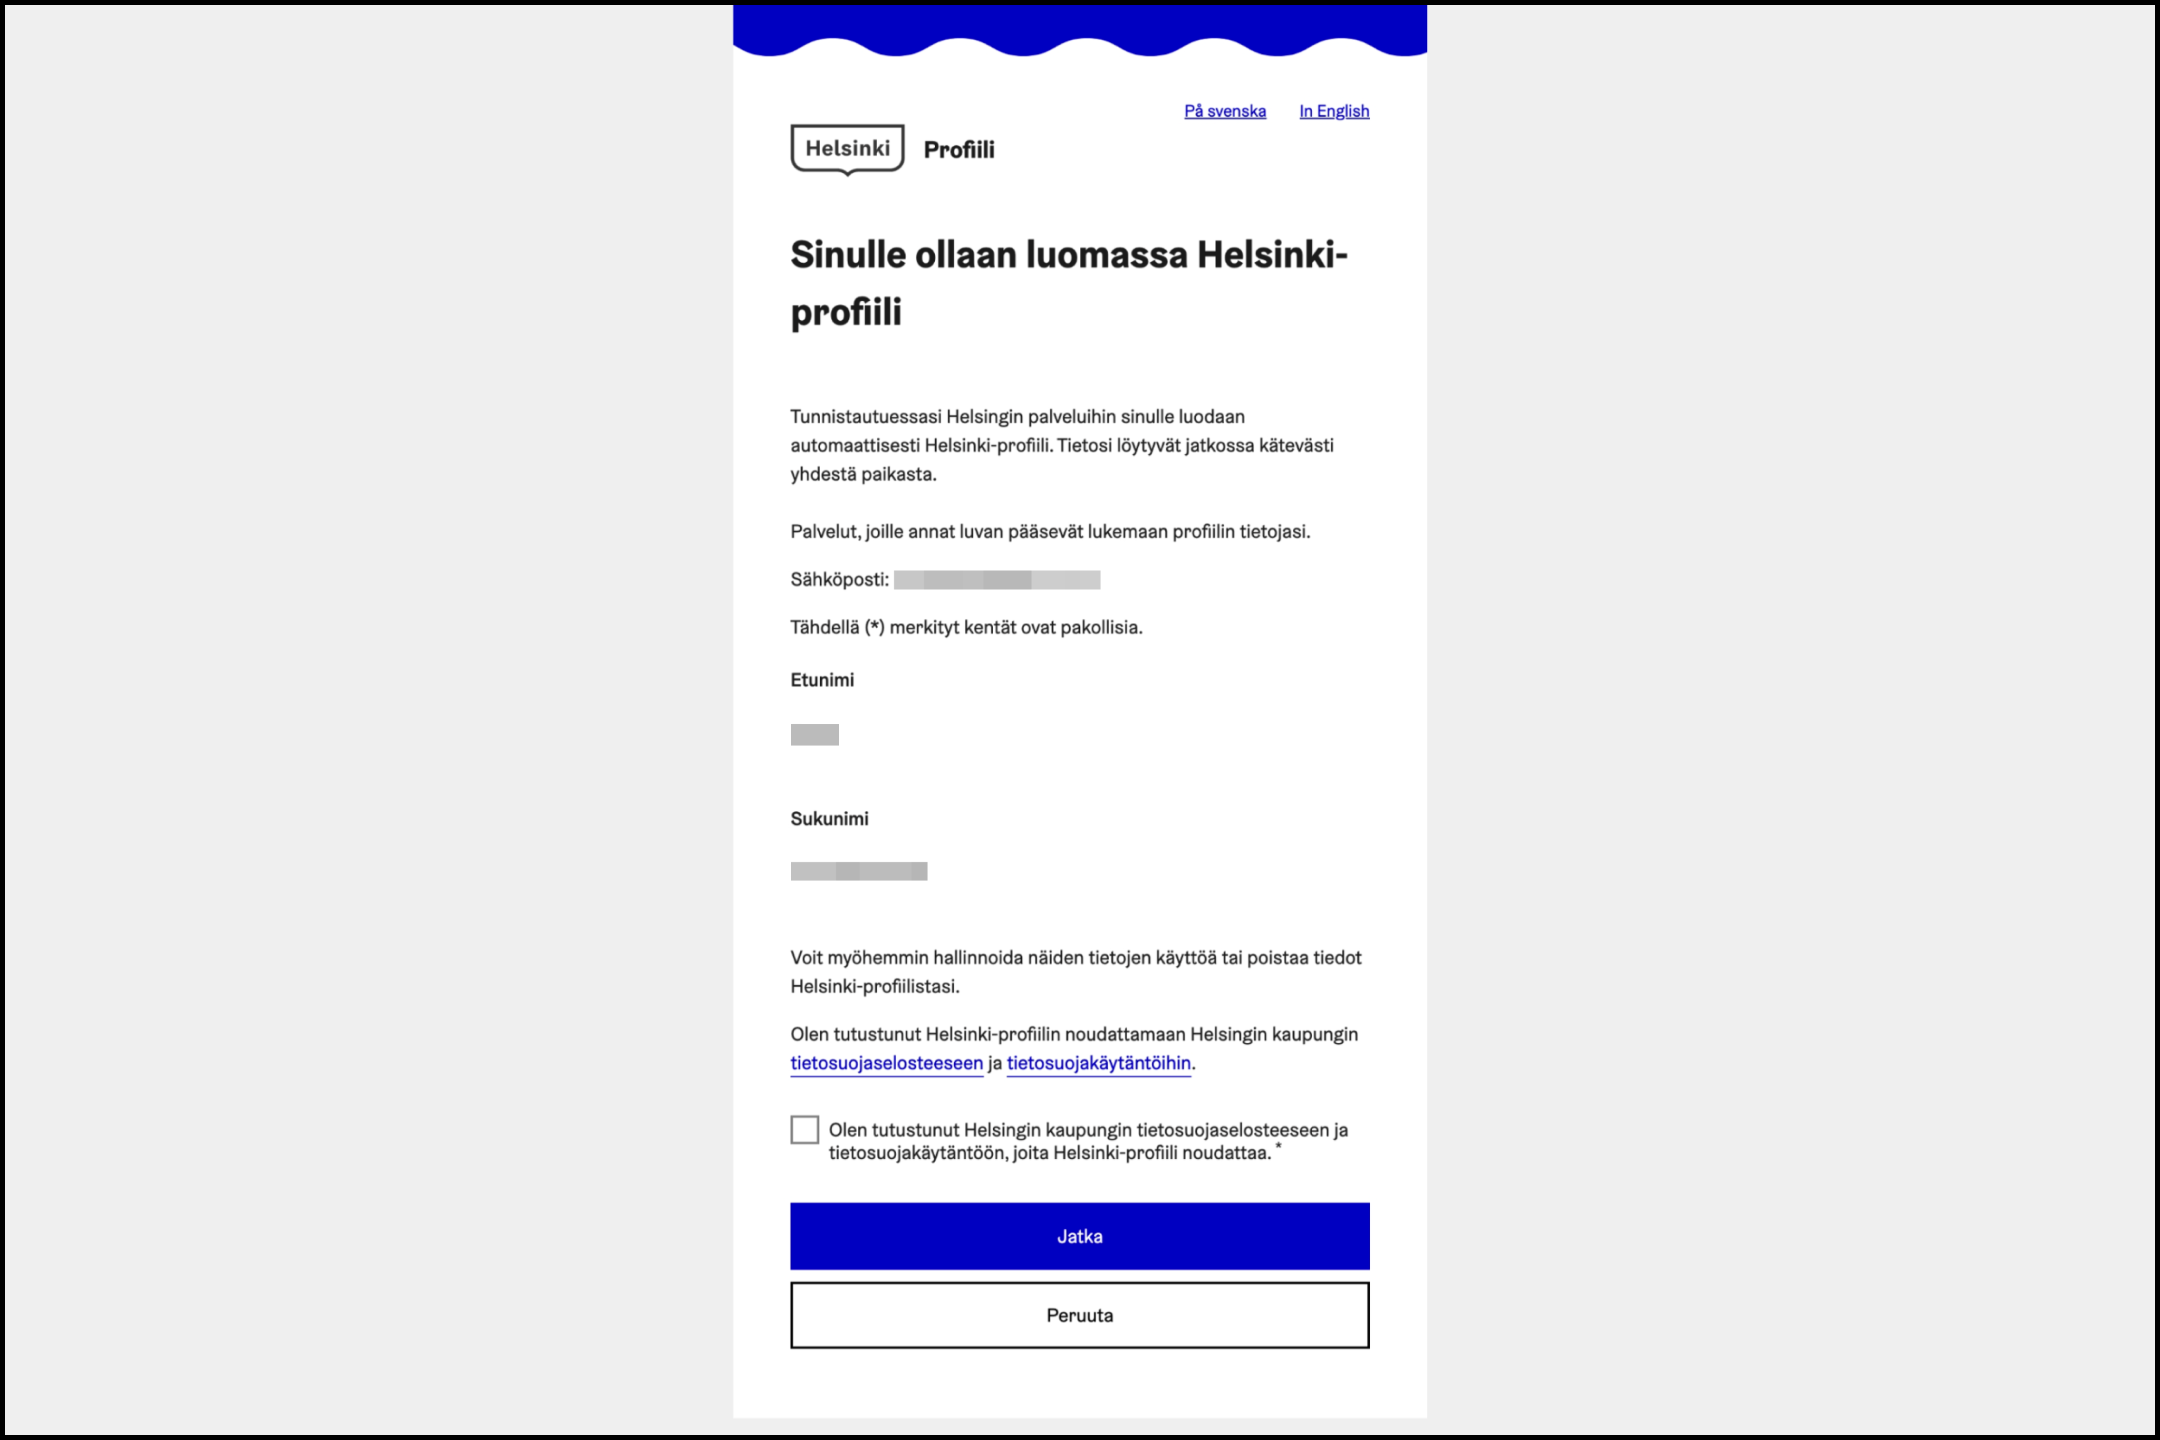 På svenska In English
Helsinki Profiili
Sinulle ollaan luomassa Helsinki-
profiili
Tunnistautuessasi Helsingin palveluihin sinulle luodaan
automaattisesti Helsinki-profiili. Tietosi löytyvät jatkossa kätevästi
yhdestä paikasta.
Palvelut, joille annat luvan pääsevät lukemaan profiilin tietojasi.
Sähköposti:
Tähdellä (*) merkityt kentät ovat pakollisia.
Etunimi
Sukunimi
Voit myöhemmin hallinnoida näiden tietojen käyttöä tai poistaa tiedot
Helsinki-profiilistasi.
Olen tutustunut Helsinki-profiilin noudattamaan Helsingin kaupungin
tietosuojaselosteeseen ja tietosuojakäytäntöihin.
Olen tutustunut Helsingin kaupungin tietosuojaselosteeseen ja
tietosuojakäytäntöön, joita Helsinki-profiili noudattaa. *
Jatka
Peruuta